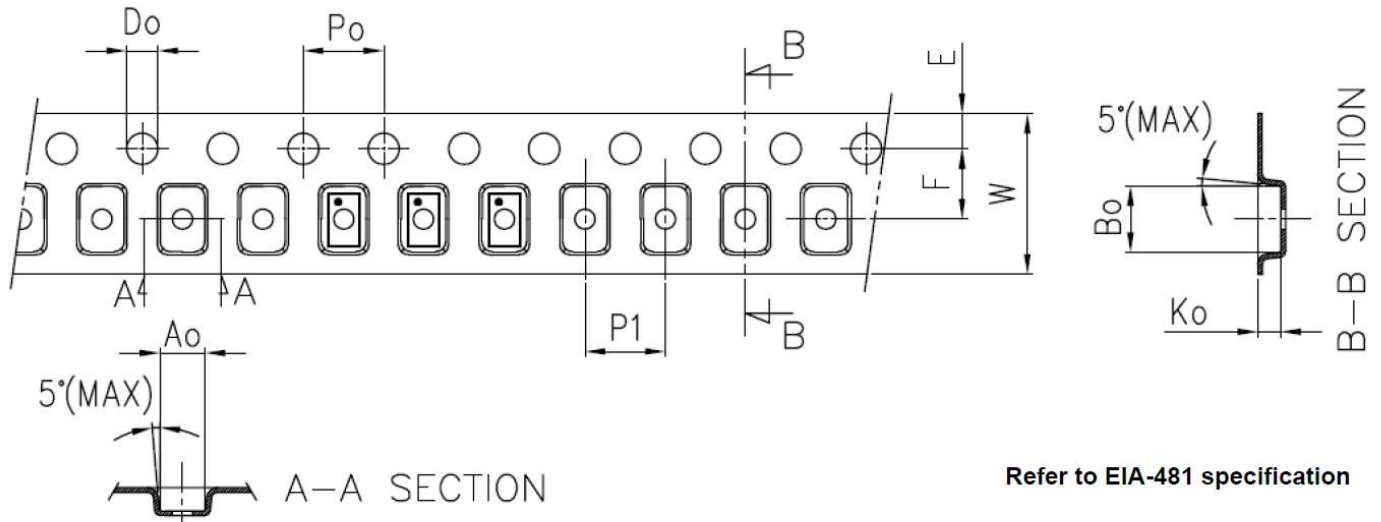 Do
Po
B
E
5°(MAX)
F
W
Bo
B-B SECTION
A
A
Ko
P1
B
Ao
5°(MAX)
A-A SECTION
Refer to EIA-481 specification